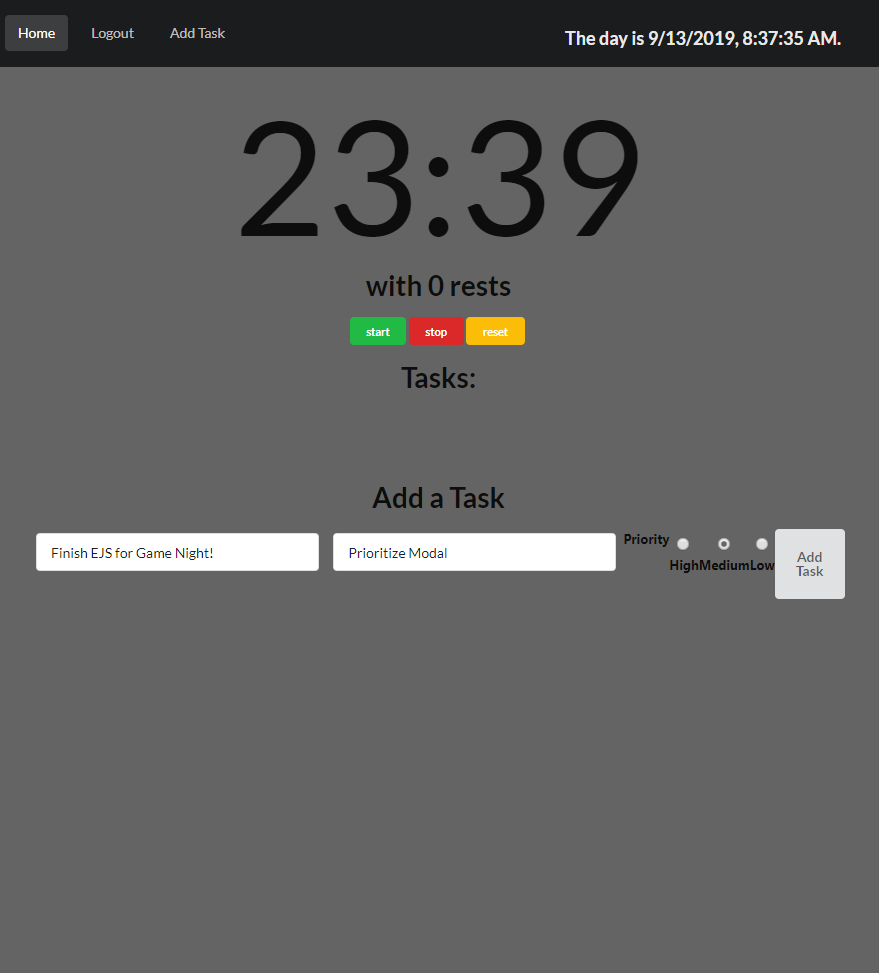 Home Logout Add Task The day is 9/13/2019, 8:37:35 AM.
23:39
with 0 rests
start stop reset
Tasks:
Add a Task
Finish EJS for Game Night! Prioritize Modal Priority
HighMediumLow
Add
Task